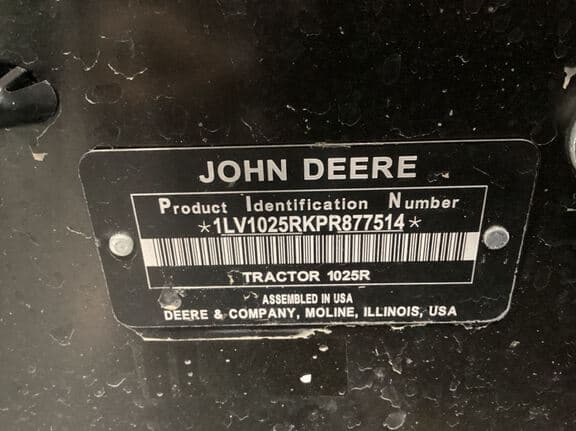 JOHN DEERE
Product Identification Number
*1LV1025RKPR877514*
TRACTOR 1025R
ASSEMBLED IN USA
DEERE & COMPANY, MOLINE, ILLINOIS, USA